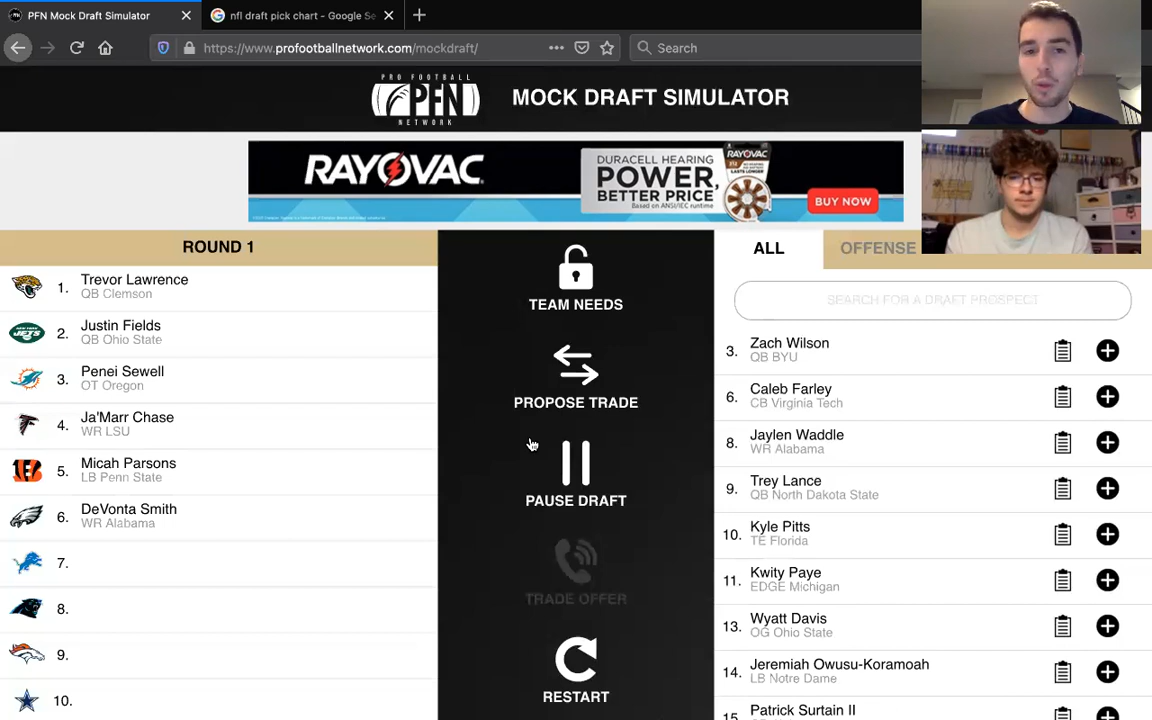 PFN Mock Draft Simulator
nfl draft pick chart - Google Se
https://www.profootballnetwork.com/mockdraft/
Search
PRO FOOTBALL
PFN
NETWORK
MOCK DRAFT SIMULATOR
RAYOVAC
DURACELL HEARING
POWER,
BETTER PRICE
Based on ANSI/IEC runtime
RAYOVAC
BUY NOW
ROUND 1
1. Trevor Lawrence
QB Clemson
2. Justin Fields
QB Ohio State
3. Penei Sewell
OT Oregon
4. Ja'Marr Chase
WR LSU
5. Micah Parsons
LB Penn State
6. DeVonta Smith
WR Alabama
7.
8.
9.
10.
TEAM NEEDS
PROPOSE TRADE
PAUSE DRAFT
TRADE OFFER
RESTART
ALL
OFFENSE
SEARCH FOR A DRAFT PROSPECT
3. Zach Wilson
QB BYU
6. Caleb Farley
CB Virginia Tech
8. Jaylen Waddle
WR Alabama
9. Trey Lance
QB North Dakota State
10. Kyle Pitts
TE Florida
11. Kwity Paye
EDGE Michigan
13. Wyatt Davis
OG Ohio State
14. Jeremiah Owusu-Koramoah
LB Notre Dame
15. Patrick Surtain II